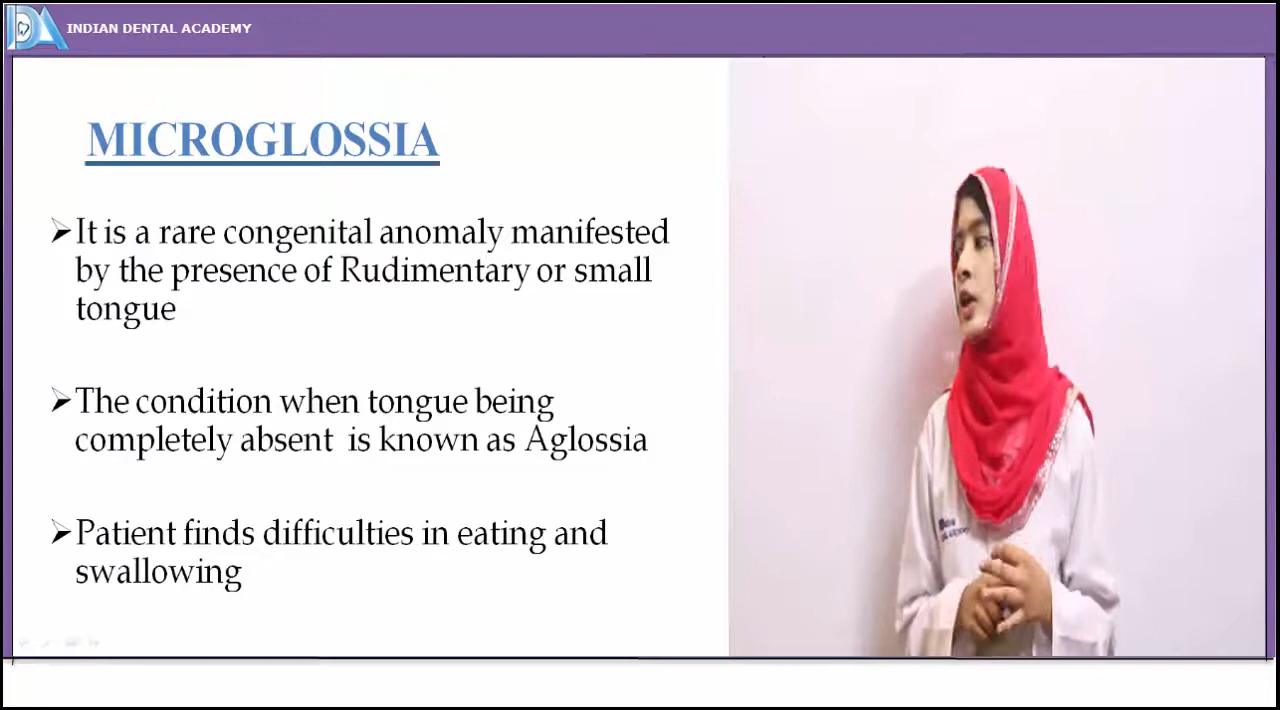 INDIAN DENTAL ACADEMY
MICROGLOSSIA
➢It is a rare congenital anomaly manifested
by the presence of Rudimentary or small
tongue
➢The condition when tongue being
completely absent is known as Aglossia
➢Patient finds difficulties in eating and
swallowing